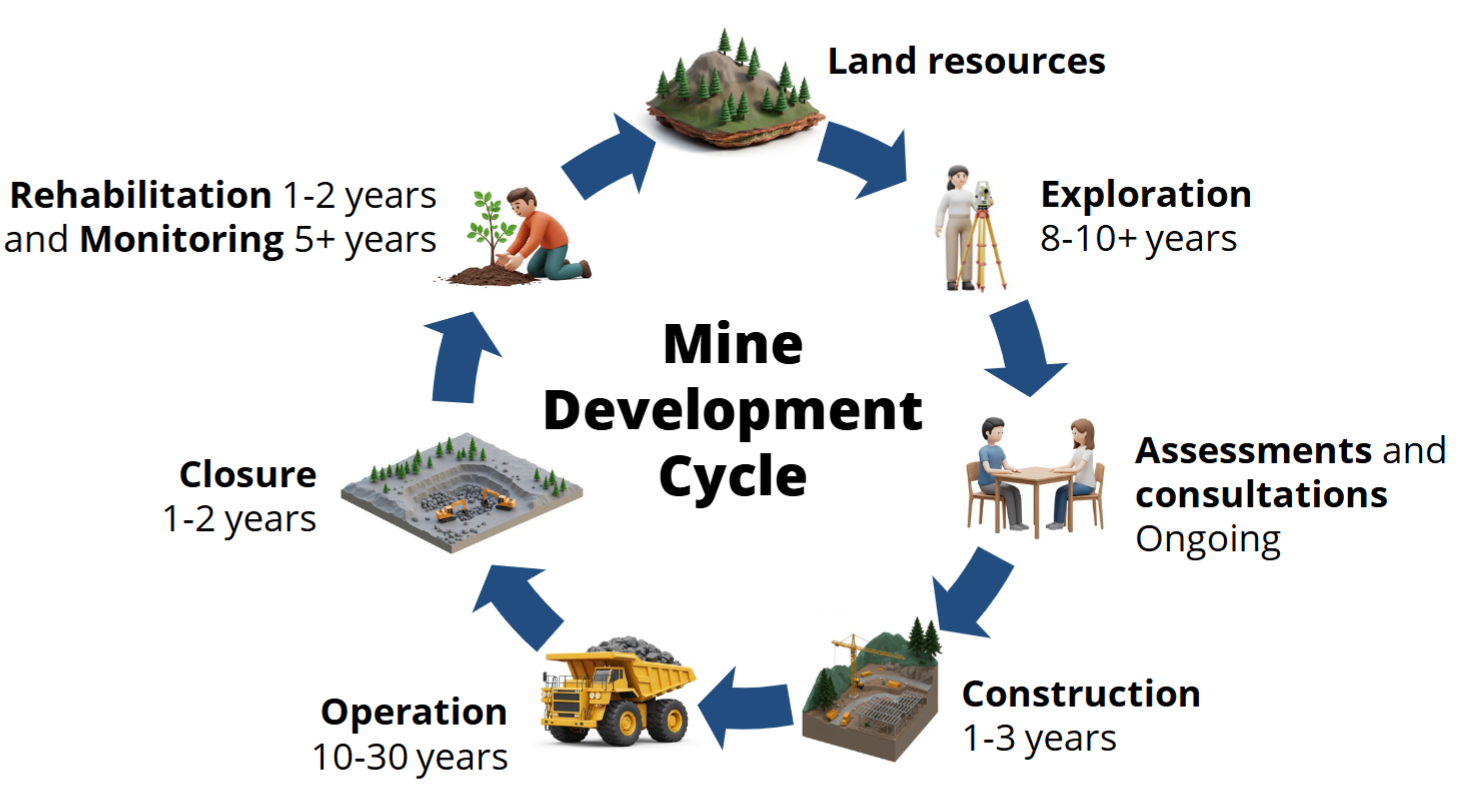 Mine
Development
Cycle
Land resources
Exploration
8-10+ years
Assessments and
consultations
Ongoing
Construction
1-3 years
Operation
10-30 years
Closure
1-2 years
Rehabilitation 1-2 years
and Monitoring 5+ years